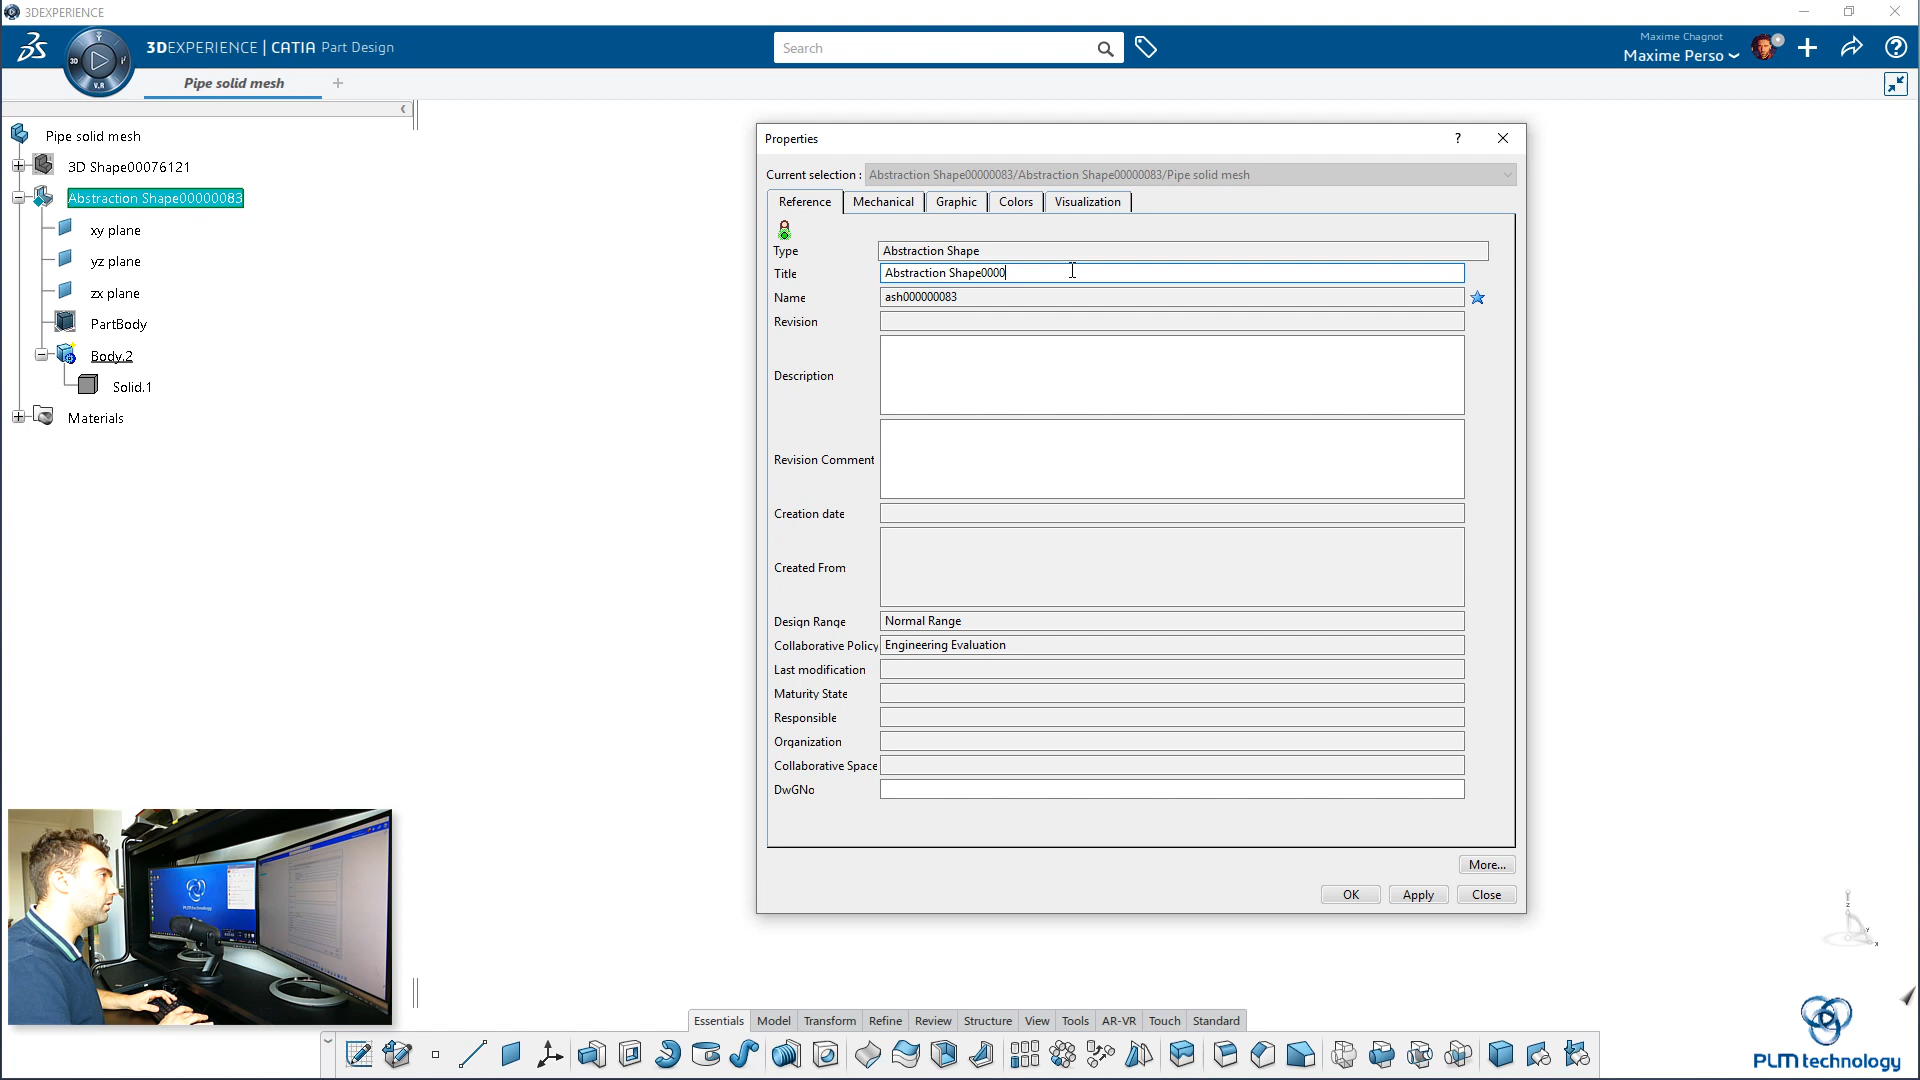 3DEXPERIENCE
3DEXPERIENCE | CATIA Part Design
3D
V.R
Search
Maxime Chagnot
Maxime Perso
Pipe solid mesh
+
Pipe solid mesh
3D Shape00076121
Abstraction Shape00000083
xy plane
yz plane
zx plane
PartBody
Body.2
Solid.1
Materials
Properties
?
Current selection : Abstraction Shape00000083/Abstraction Shape00000083/Pipe solid mesh
Reference Mechanical Graphic Colors Visualization
Type Abstraction Shape
Title Abstraction Shape0000
Name ash000000083
Revision
Description
Revision Comment
Creation date
Created From
Design Range Normal Range
Collaborative Policy Engineering Evaluation
Last modification
Maturity State
Responsible
Organization
Collaborative Space
DwGNo
More...
OK Apply Close
PLMtechnology
z
y
x
Essentials Model Transform Refine Review Structure View Tools AR-VR Touch Standard
PLMtechnology